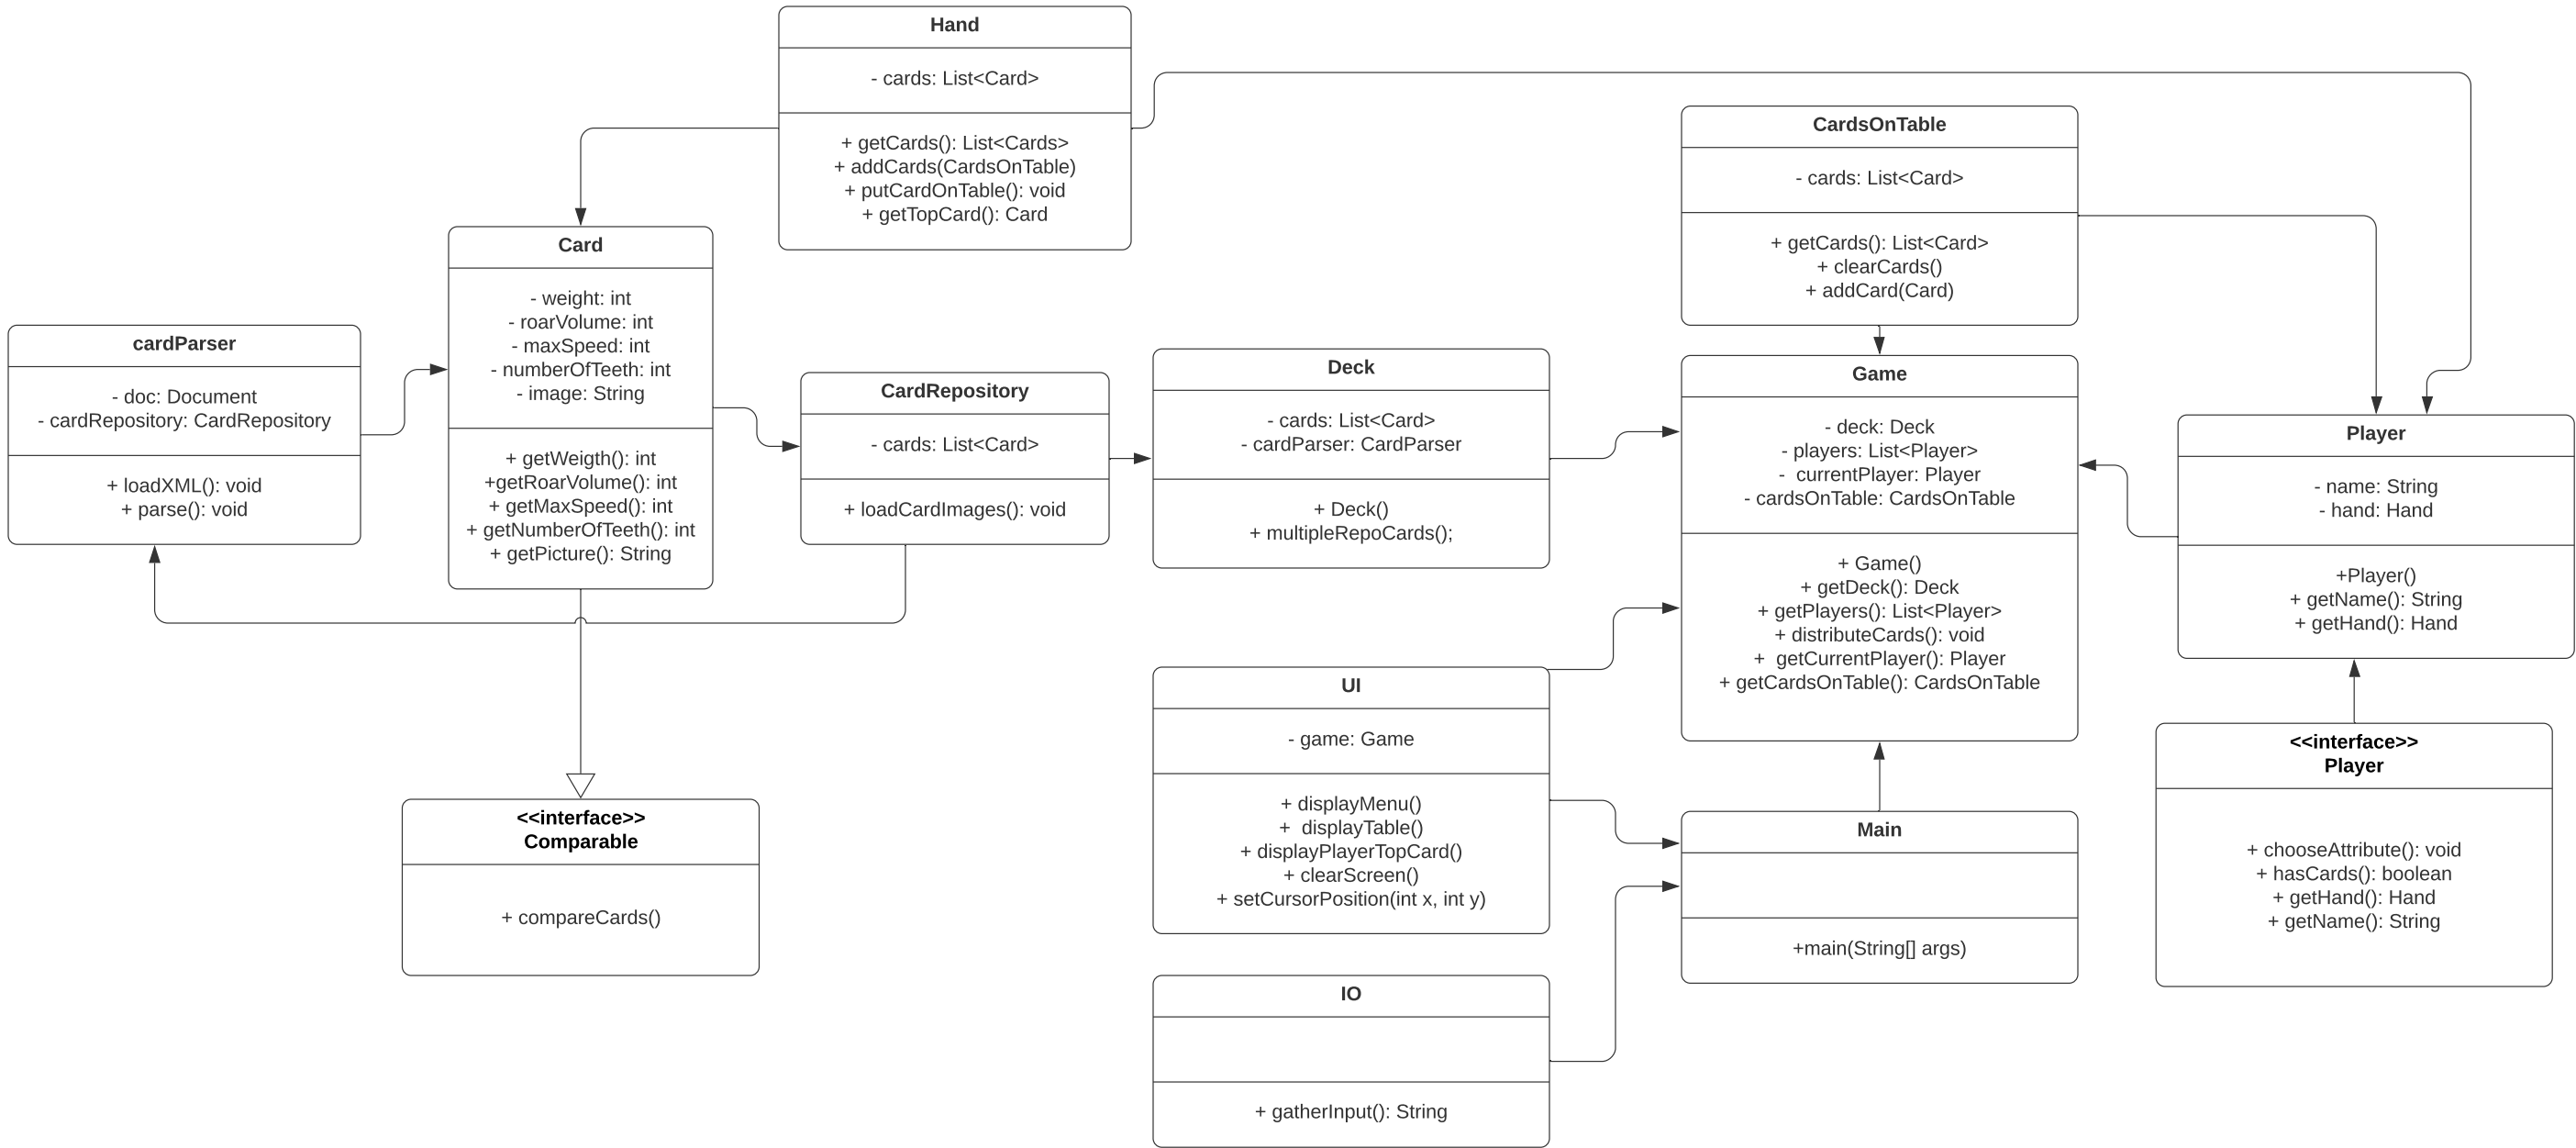 Hand
- cards: List<Card>
+ getCards(): List<Cards>
+ addCards(CardsOnTable)
+ putCardOnTable(): void
+ getTopCard(): Card
CardsOnTable
- cards: List<Card>
+ getCards(): List<Card>
+ clearCards()
+ addCard(Card)
Card
- weight: int
- roarVolume: int
- maxSpeed: int
- numberOfTeeth: int
- image: String
+ getWeigth(): int
+getRoarVolume(): int
+ getMaxSpeed(): int
+ getNumberOfTeeth(): int
+ getPicture(): String
cardParser
- doc: Document
- cardRepository: CardRepository
+ loadXML(): void
+ parse(): void
CardRepository
- cards: List<Card>
+ loadCardImages(): void
Deck
- cards: List<Card>
- cardParser: CardParser
+ Deck()
+ multipleRepoCards();
Game
- deck: Deck
- players: List<Player>
-  currentPlayer: Player
- cardsOnTable: CardsOnTable
+ Game()
+ getDeck(): Deck
+ getPlayers(): List<Player>
+ distributeCards(): void
+  getCurrentPlayer(): Player
+ getCardsOnTable(): CardsOnTable
Player
- name: String
- hand: Hand
+Player()
+ getName(): String
+ getHand(): Hand
UI
- game: Game
+ displayMenu()
+  displayTable()
+ displayPlayerTopCard()
+ clearScreen()
+ setCursorPosition(int x, int y)
<<interface>>
Player
+ chooseAttribute(): void
+ hasCards(): boolean
+ getHand(): Hand
+ getName(): String
<<interface>>
Comparable
+ compareCards()
Main
+main(String[] args)
IO
+ gatherInput(): String